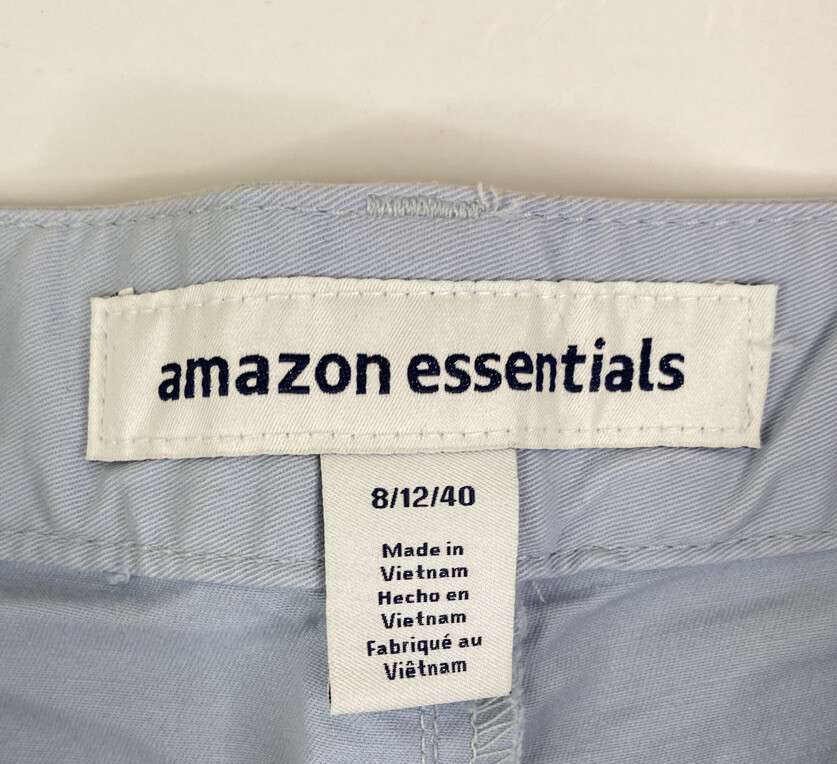 amazon essentials
8/12/40
Made in
Vietnam
Hecho en
Vietnam
Fabriqué au
Viêtnam